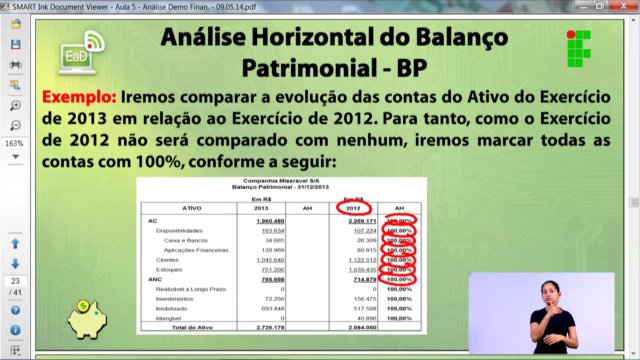 SMART Ink Document Viewer - Aula 5 - Análise Demo Finan. - 09.05.14.pdf
EaD
Análise Horizontal do Balanço
Patrimonial - BP
Exemplo: Iremos comparar a evolução das contas do Ativo do Exercício
de 2013 em relação ao Exercício de 2012. Para tanto, como o Exercício
de 2012 não será comparado com nenhum, iremos marcar todas as
contas com 100%, conforme a seguir:
163%
23
/ 41
Companhia Miserável S/A
Balanço Patrimonial - 31/12/2013
Em R$ Em R$
ATIVO 2013 AH 2012 AH
AC 1.960.480 2.269.171 100,00%
Disponibilidades 163.634 107.224 100,00%
Caixa e Bancos 34.665 26.309 100,00%
Aplicações Financeiras 128.969 80.915 100,00%
Clientes 1.045.640 1.122.512 100,00%
Estoques 751.206 1.039.435 100,00%
ANC 765.698 714.879 100,00%
Realizável a Longo Prazo 0 0 100,00%
Investimentos 72.250 156.475 100,00%
Imobilizado 693.448 517.508 100,00%
Intangível 0 40.896 100,00%
Total do Ativo 2.726.178 2.984.050 100,00%